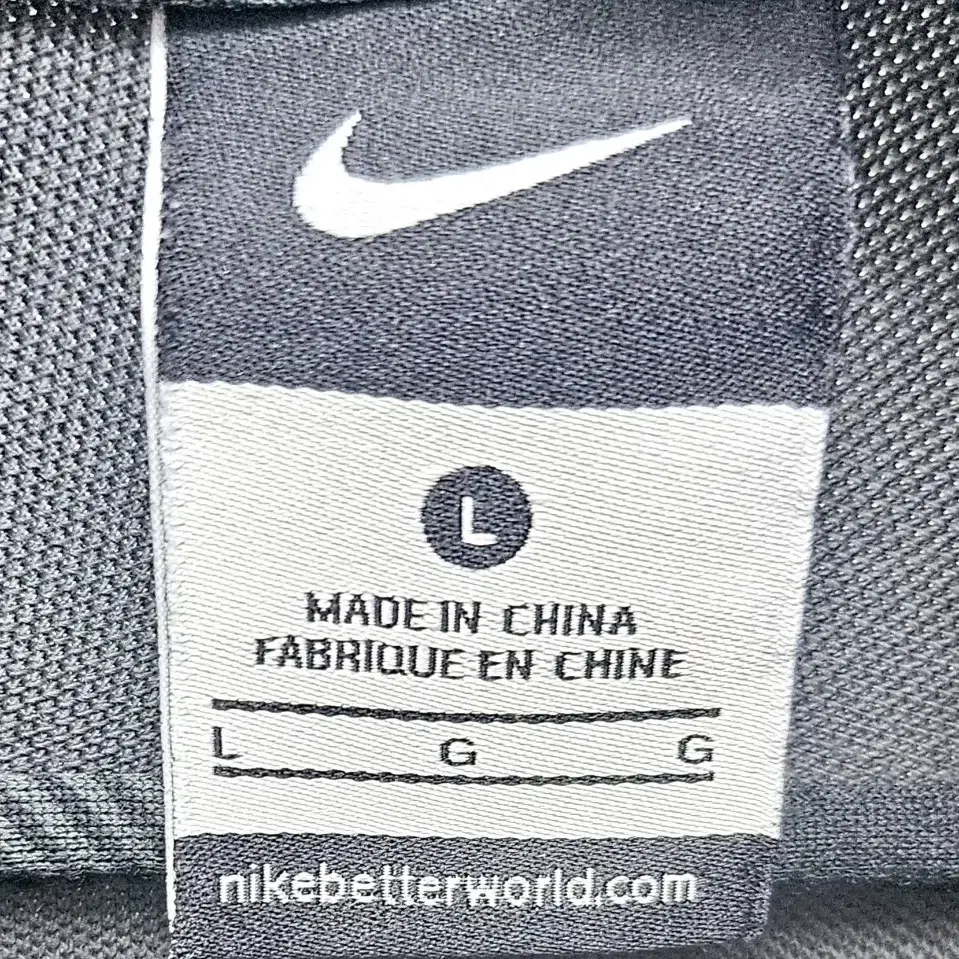 L
MADE IN CHINA
FABRIQUE EN CHINE
L G G
nikebetterworld.com